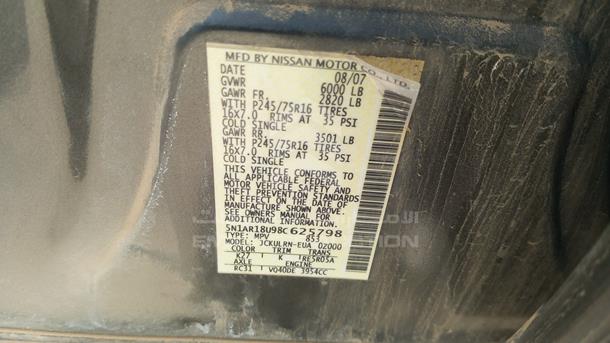 MFD BY NISSAN MOTOR CO., LTD.
DATE 08/07
GVWR 6000 LB
GAWR FR. 2820 LB
WITH P245/75R16 TIRES
16X7.0 RIMS AT 35 PSI
COLD SINGLE
GAWR RR. 3501 LB
WITH P245/75R16 TIRES
16X7.0 RIMS AT 35 PSI
COLD SINGLE
THIS VEHICLE CONFORMS TO
ALL APPLICABLE FEDERAL
MOTOR VEHICLE SAFETY AND
THEFT PREVENTION STANDARDS
IN EFFECT ON THE DATE OF
MANUFACTURE SHOWN ABOVE.
SEE OWNERS MANUAL FOR
ADDITIONAL INFORMATION.
5N1AR18U98C625798
TYPE: MPV 853
MODEL: JCKULRN-EUA 02000
COLOR TRIM TRANS
K27 K RE5R05A
AXLE ENGINE
RC31 VQ40DE 3954CC